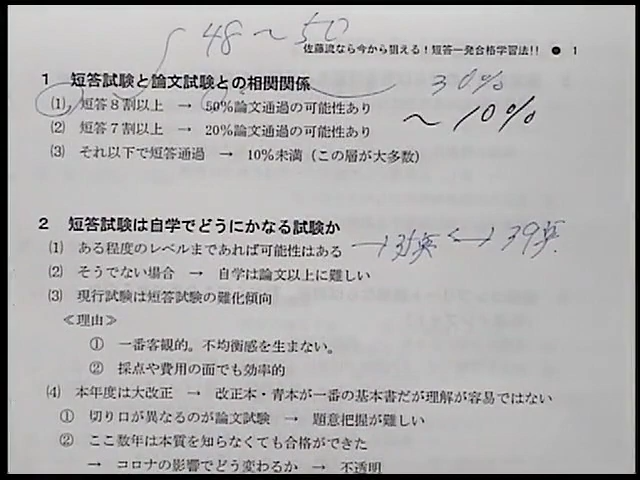 48～50
佐藤流なら今から狙える！短答一発合格学習法!! ● 1
1 短答試験と論文試験との相関関係
30%
(1) 短答８割以上 → 50%論文通過の可能性あり
～10%
(2) 短答７割以上 → 20%論文通過の可能性あり
(3) それ以下で短答通過 → 10%未満（この層が大多数）
2 短答試験は自学でどうにかなる試験か
(1) ある程度のレベルまであれば可能性はある → 点 ←→ 39点
(2) そうでない場合 → 自学は論文以上に難しい
(3) 現行試験は短答試験の難化傾向
≪理由≫
① 一番客観的。不均衡感を生まない。
② 採点や費用の面でも効率的
(4) 本年度は大改正 → 改正本・青本が一番の基本書だが理解が容易ではない
① 切り口が異なるのが論文試験 → 題意把握が難しい
② ここ数年は本質を知らなくても合格ができた
→ コロナの影響でどう変わるか → 不透明